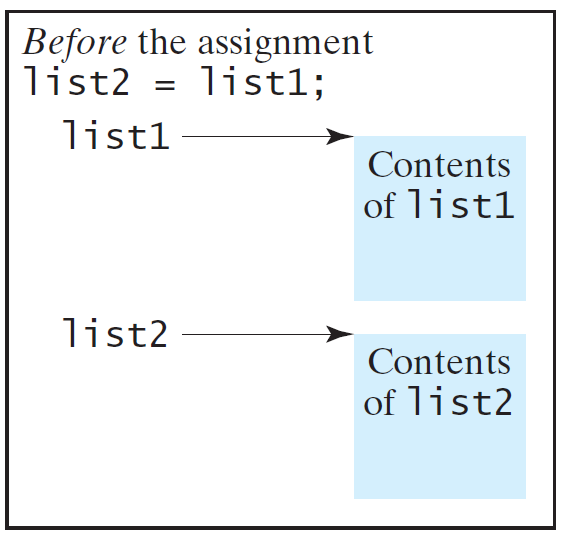 Before the assignment
list2 = list1;
list1
Contents
of list1
list2
Contents
of list2